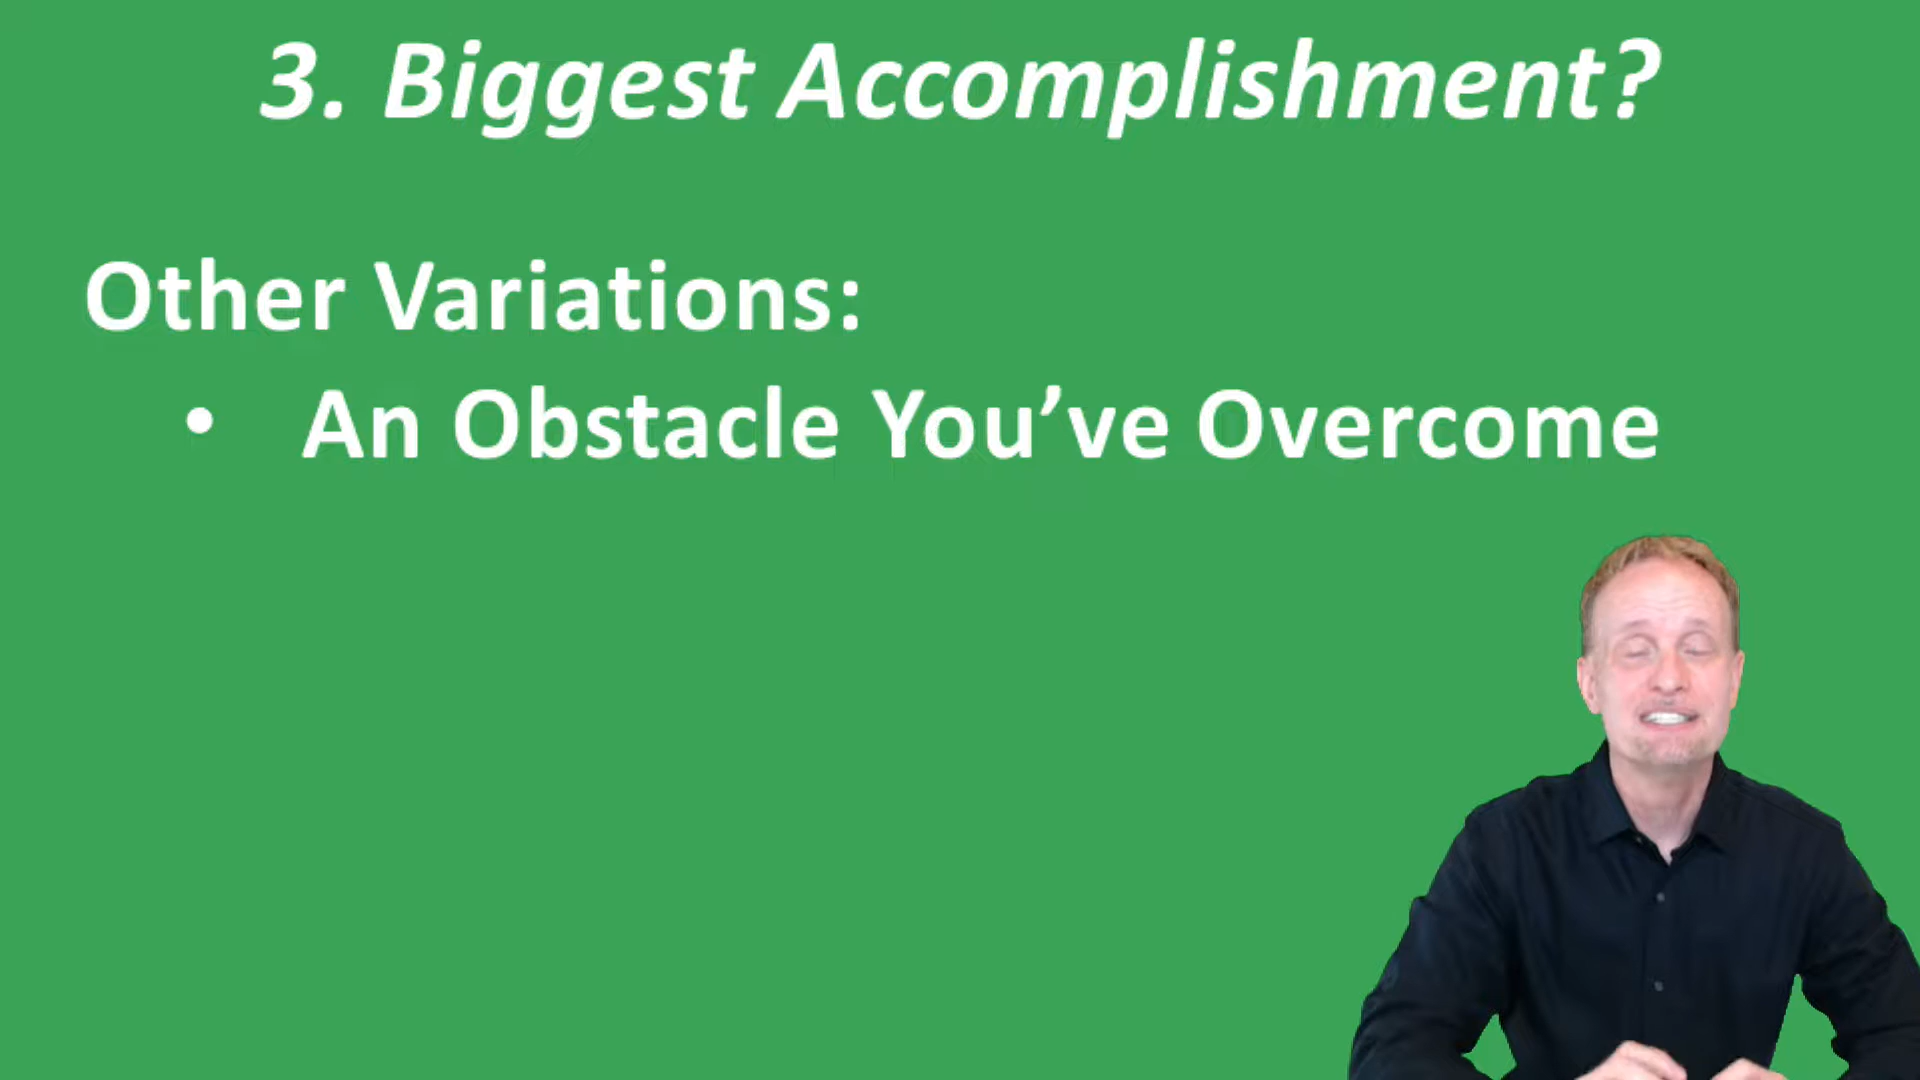 3. Biggest Accomplishment?
Other Variations:
• An Obstacle You’ve Overcome